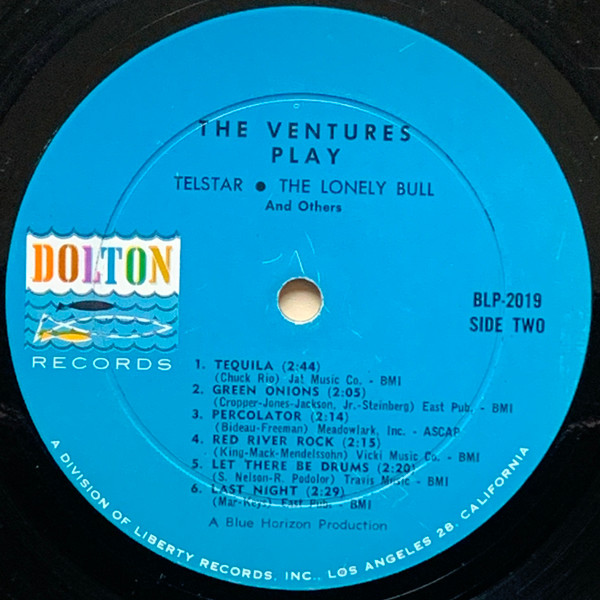 THE VENTURES
PLAY
TELSTAR • THE LONELY BULL
And Others
DOLTON
RECORDS
BLP-2019
SIDE TWO
1. TEQUILA (2:44)
(Chuck Rio) Jat Music Co. - BMI
2. GREEN ONIONS (2:05)
(Cropper-Jones-Jackson, Jr.-Steinberg) East Pub. - BMI
3. PERCOLATOR (2:14)
(Bideau-Freeman) Meadowlark, Inc. - ASCAP
4. RED RIVER ROCK (2:15)
(King-Mack-Mendelssohn) Vicki Music Co. - BMI
5. LET THERE BE DRUMS (2:20)
(S. Nelson-R. Podolor) Travis Music - BMI
6. LAST NIGHT (2:29)
(Mar-Keys) East Pub. - BMI
A Blue Horizon Production
A DIVISION OF LIBERTY RECORDS, INC., LOS ANGELES 28, CALIFORNIA